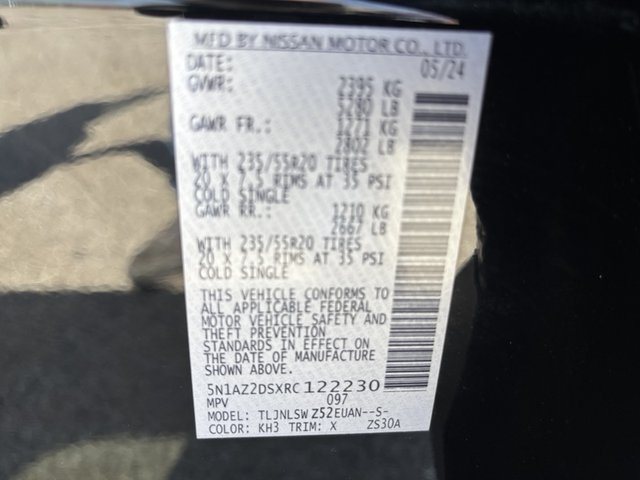 MFD BY NISSAN MOTOR CO., LTD.
DATE: 05/24
GVWR: 2395 KG
5280 LB
GAWR FR.: 1271 KG
2802 LB
WITH 235/55R20 TIRES
20 X 7.5 RIMS AT 35 PSI
COLD SINGLE
GAWR RR.: 1210 KG
2667 LB
WITH 235/55R20 TIRES
20 X 7.5 RIMS AT 35 PSI
COLD SINGLE
THIS VEHICLE CONFORMS TO
ALL APPLICABLE FEDERAL
MOTOR VEHICLE SAFETY AND
THEFT PREVENTION
STANDARDS IN EFFECT ON
THE DATE OF MANUFACTURE
SHOWN ABOVE.
5N1AZ2DSXRC122230
MPV 097
MODEL: TLJNLSW Z52EUAN--S-
COLOR: KH3 TRIM: X ZS30A